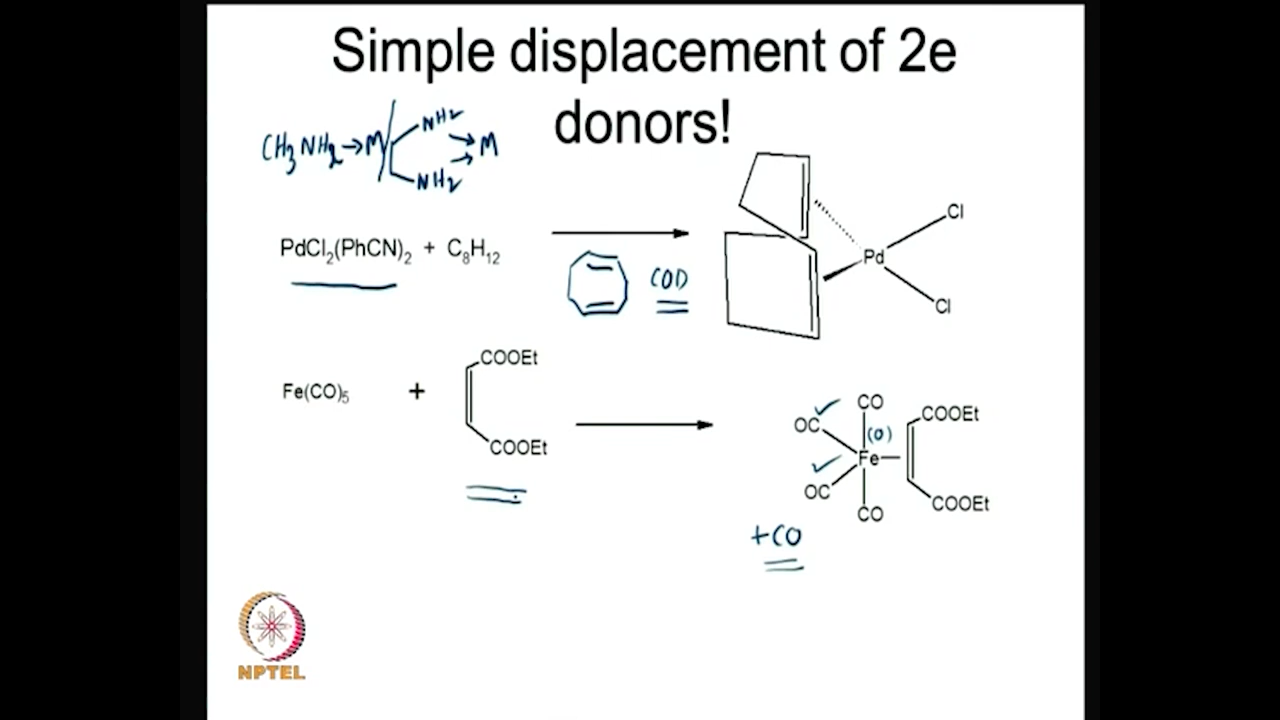 Simple displacement of 2e
donors!
CH3NH2→M
NH2
NH2
M
PdCl2(PhCN)2 + C8H12
COD
Pd
Cl
Cl
Fe(CO)5
+
COOEt
COOEt
OC
CO
(0)
Fe
OC
CO
COOEt
COOEt
+CO
NPTEL